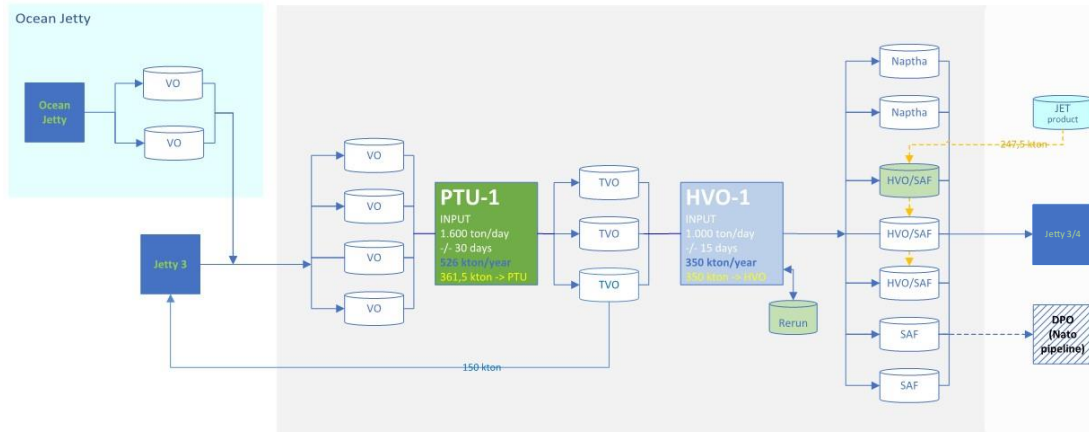 Ocean Jetty
Ocean
Jetty
VO
VO
Jetty 3
VO
VO
VO
VO
PTU-1
INPUT
1.600 ton/day
-/- 30 days
526 kton/year
361,5 kton -> PTU
TVO
TVO
TVO
150 kton
HVO-1
INPUT
1.000 ton/day
-/- 15 days
350 kton/year
350 kton -> HVO
Rerun
Naptha
Naptha
HVO/SAF
HVO/SAF
HVO/SAF
SAF
SAF
JET
product
247,5 kton
Jetty 3/4
DPO
(Nato
pipeline)